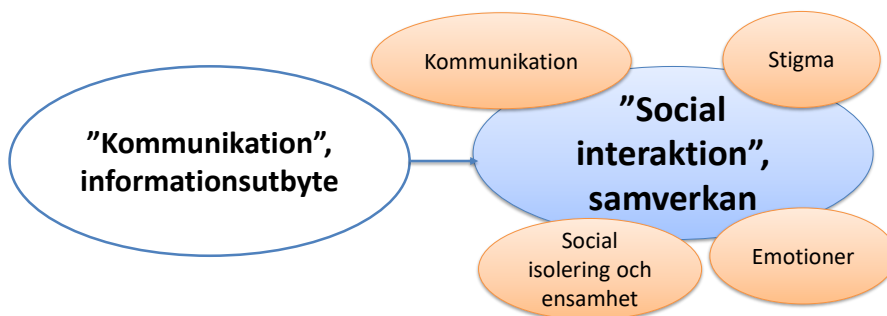 ”Kommunikation”,
informationsutbyte
Kommunikation
Stigma
”Social
interaktion”,
samverkan
Social
isolering och
ensamhet
Emotioner